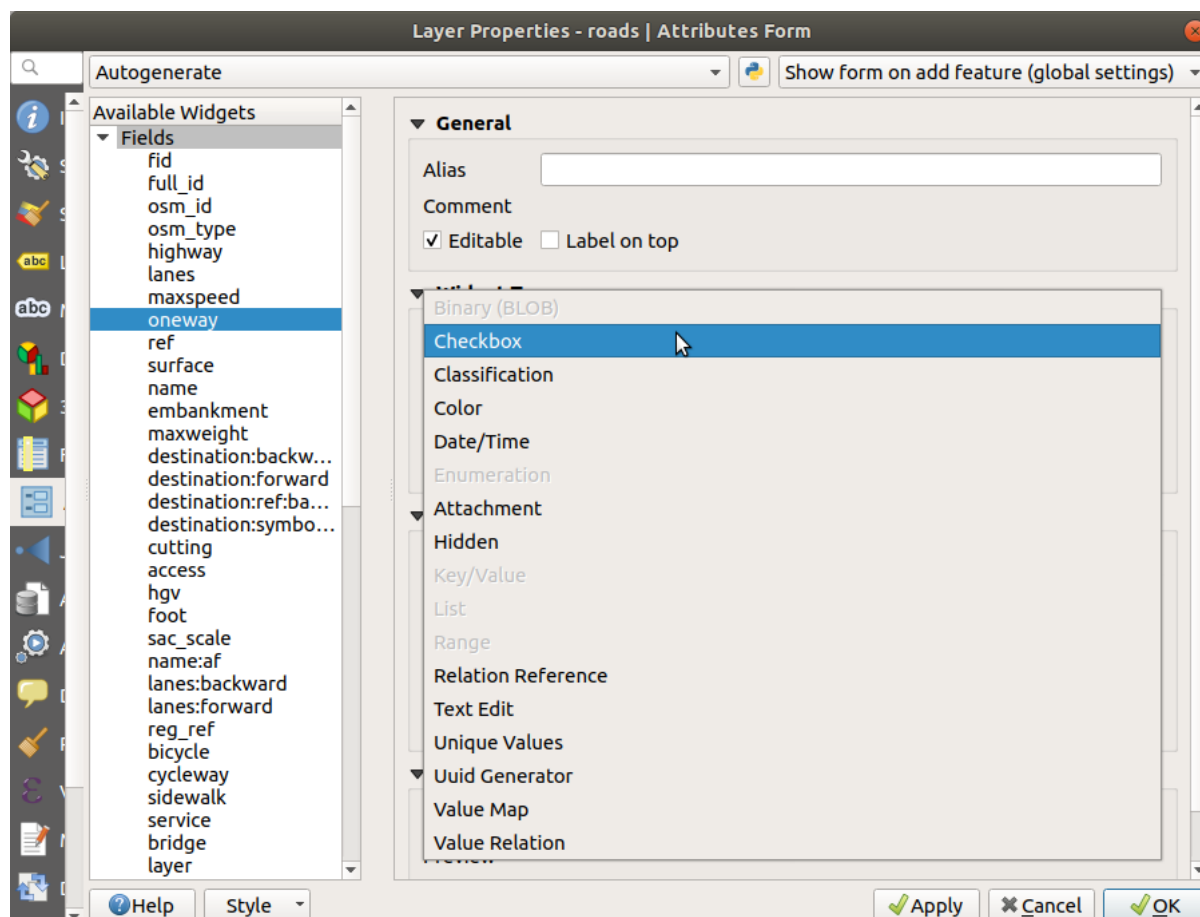 Layer Properties - roads | Attributes Form
Autogenerate
Show form on add feature (global settings)
Available Widgets
Fields
fid
full_id
osm_id
osm_type
highway
lanes
maxspeed
oneway
ref
surface
name
embankment
maxweight
destination:backw...
destination:forward
destination:ref:ba...
destination:symbo...
cutting
access
hgv
foot
sac_scale
name:af
lanes:backward
lanes:forward
reg_ref
bicycle
cycleway
sidewalk
service
bridge
layer
General
Alias
Comment
Editable Label on top
Binary (BLOB)
Checkbox
Classification
Color
Date/Time
Enumeration
Attachment
Hidden
Key/Value
List
Range
Relation Reference
Text Edit
Unique Values
Uuid Generator
Value Map
Value Relation
abc
abc
Help
Style
Apply
Cancel
OK